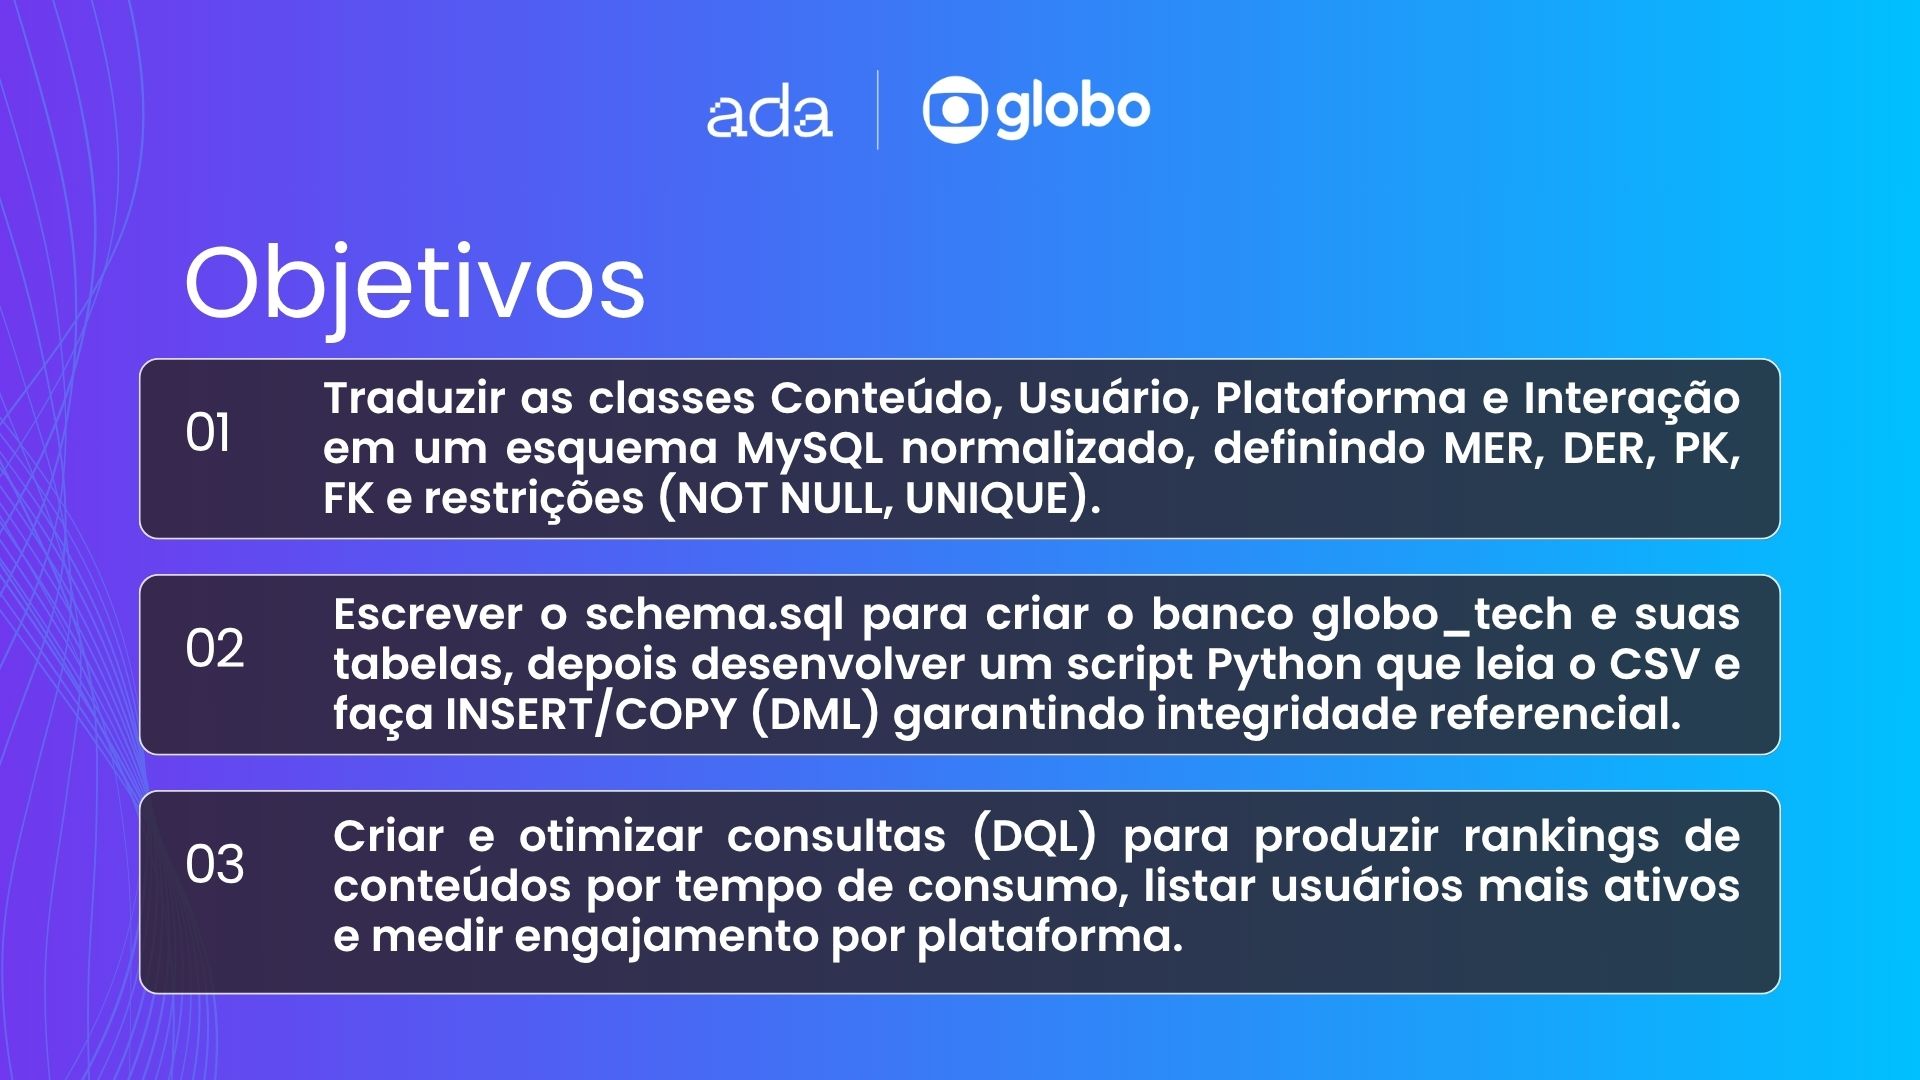 ada | globo
Objetivos
01
Traduzir as classes Conteúdo, Usuário, Plataforma e Interação
em um esquema MySQL normalizado, definindo MER, DER, PK,
FK e restrições (NOT NULL, UNIQUE).
02
Escrever o schema.sql para criar o banco globo_tech e suas
tabelas, depois desenvolver um script Python que leia o CSV e
faça INSERT/COPY (DML) garantindo integridade referencial.
03
Criar e otimizar consultas (DQL) para produzir rankings de
conteúdos por tempo de consumo, listar usuários mais ativos
e medir engajamento por plataforma.